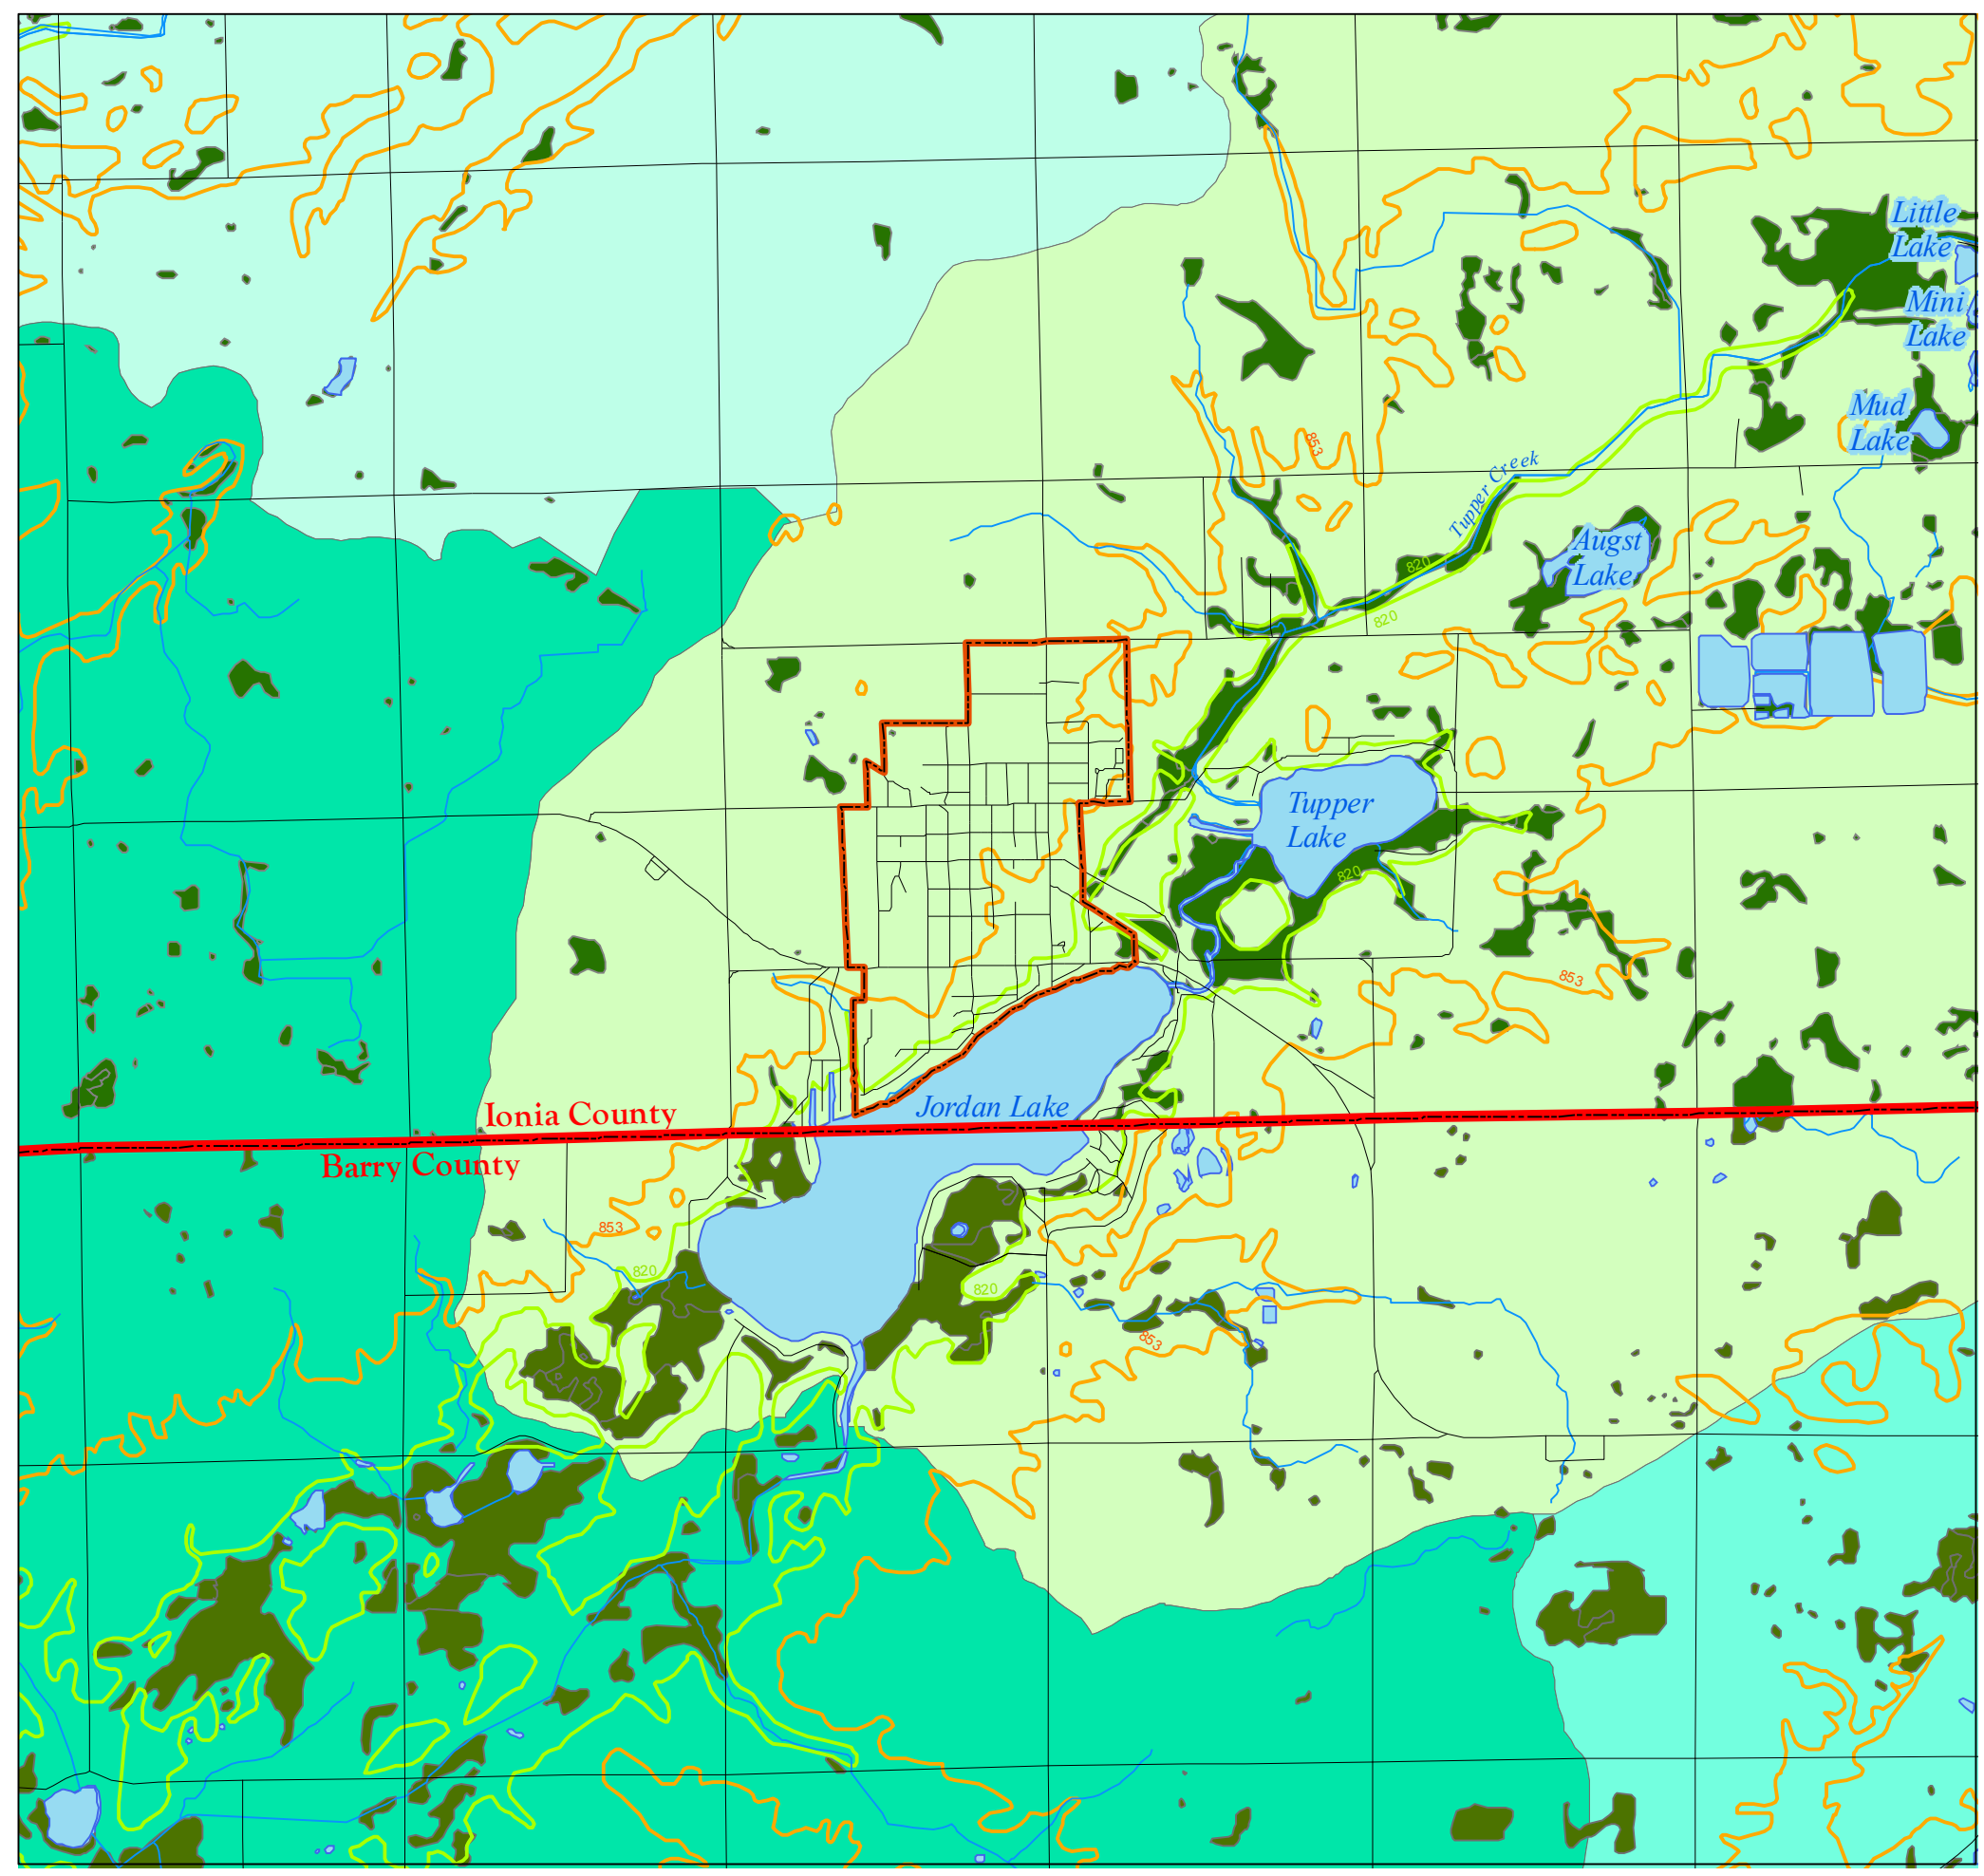 Little
Lake
Mini
Lake
Mud
Lake
853
Tupper Creek
Augst
Lake
820
820
Tupper
Lake
820
853
Jordan Lake
Ionia County
Barry County
853
820
820
853